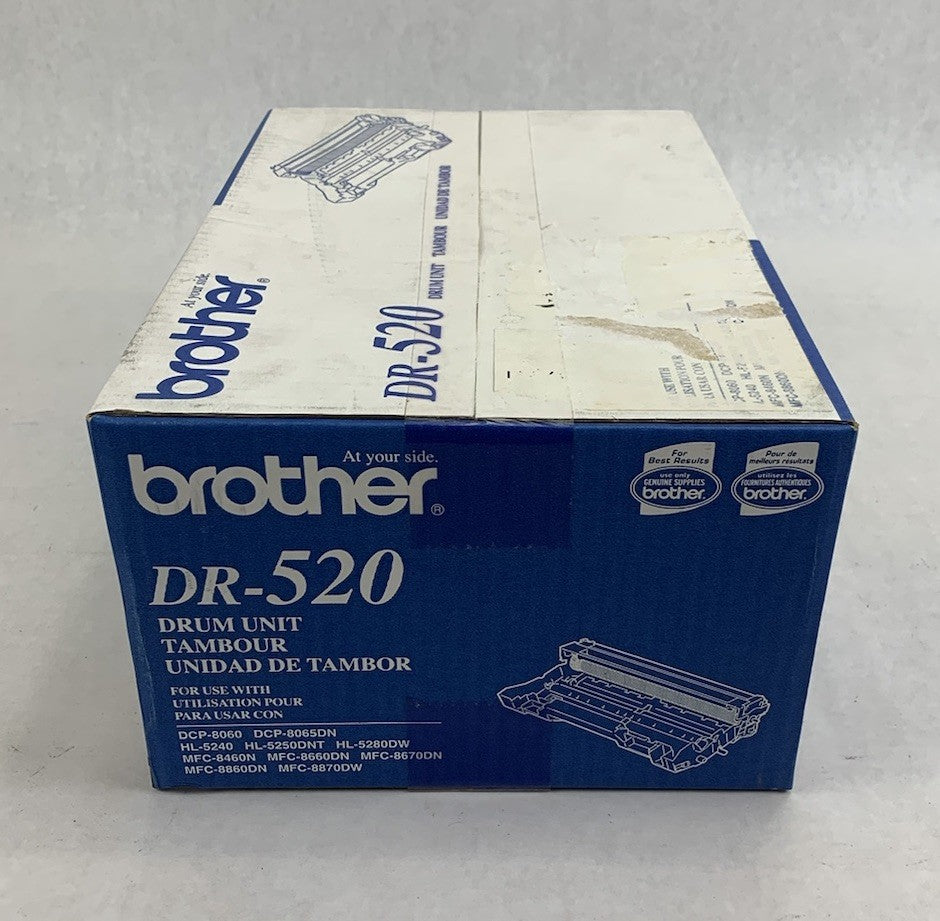 At your side.
brother®
DR-520 DRUM UNIT TAMBOUR UNIDAD DE TAMBOR
At your side.
brother®
DR-520
DRUM UNIT
TAMBOUR
UNIDAD DE TAMBOR
FOR USE WITH
UTILISATION POUR
PARA USAR CON
DCP-8060 DCP-8065DN
HL-5240 HL-5250DNT HL-5280DW
MFC-8460N MFC-8660DN MFC-8670DN
MFC-8860DN MFC-8870DW
For
Best Results
use only
GENUINE SUPPLIES
brother.
Pour de
meilleurs résultats
utilisez les
FOURNITURES AUTHENTIQUES
brother.